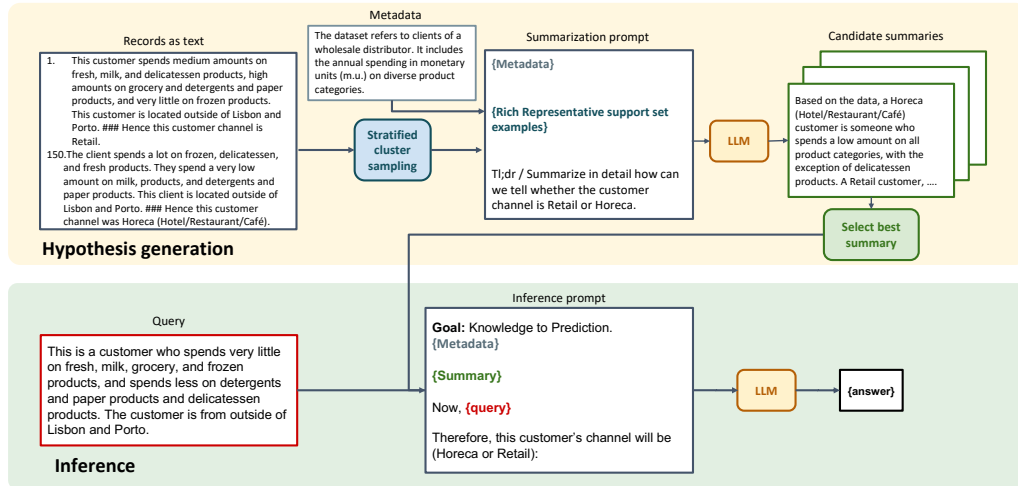 Records as text
1. This customer spends medium amounts on
fresh, milk, and delicatessen products, high
amounts on grocery and detergents and paper
products, and very little on frozen products.
This customer is located outside of Lisbon and
Porto. ### Hence this customer channel is
Retail.
150.The client spends a lot on frozen, delicatessen,
and fresh products. They spend a very low
amount on milk, products, and detergents and
paper products. This client is located outside of
Lisbon and Porto. ### Hence this customer
channel was Horeca (Hotel/Restaurant/Café).
Metadata
The dataset refers to clients of a
wholesale distributor. It includes
the annual spending in monetary
units (m.u.) on diverse product
categories.
Stratified
cluster
sampling
Summarization prompt
{Metadata}
{Rich Representative support set
examples}
Tl;dr / Summarize in detail how can we
tell whether the customer
channel is Retail or Horeca.
LLM
Candidate summaries
Based on the data, a Horeca
(Hotel/Restaurant/Café)
customer is someone who
spends a low amount on all
product categories, with the
exception of delicatessen
products. A Retail customer, ....
Select best
summary
Hypothesis generation
Query
This is a customer who spends very little
on fresh, milk, grocery, and frozen
products, and spends less on detergents
and paper products and delicatessen
products. The customer is from outside of
Lisbon and Porto.
Inference prompt
Goal: Knowledge to Prediction.
{Metadata}
{Summary}
Now, {query}
Therefore, this customer's channel will be
(Horeca or Retail):
LLM
{answer}
Inference